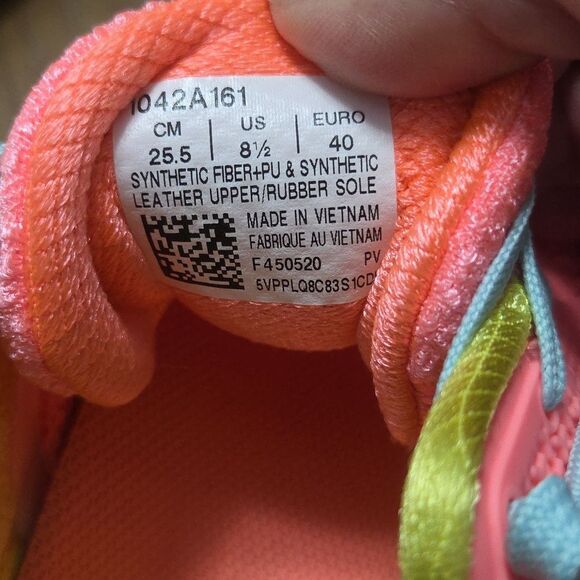 1042A161
CM US EURO
25.5 8½ 40
SYNTHETIC FIBER+PU & SYNTHETIC
LEATHER UPPER/RUBBER SOLE
MADE IN VIETNAM
FABRIQUE AU VIETNAM
F450520 PV
5VPPLQ8C83S1CD